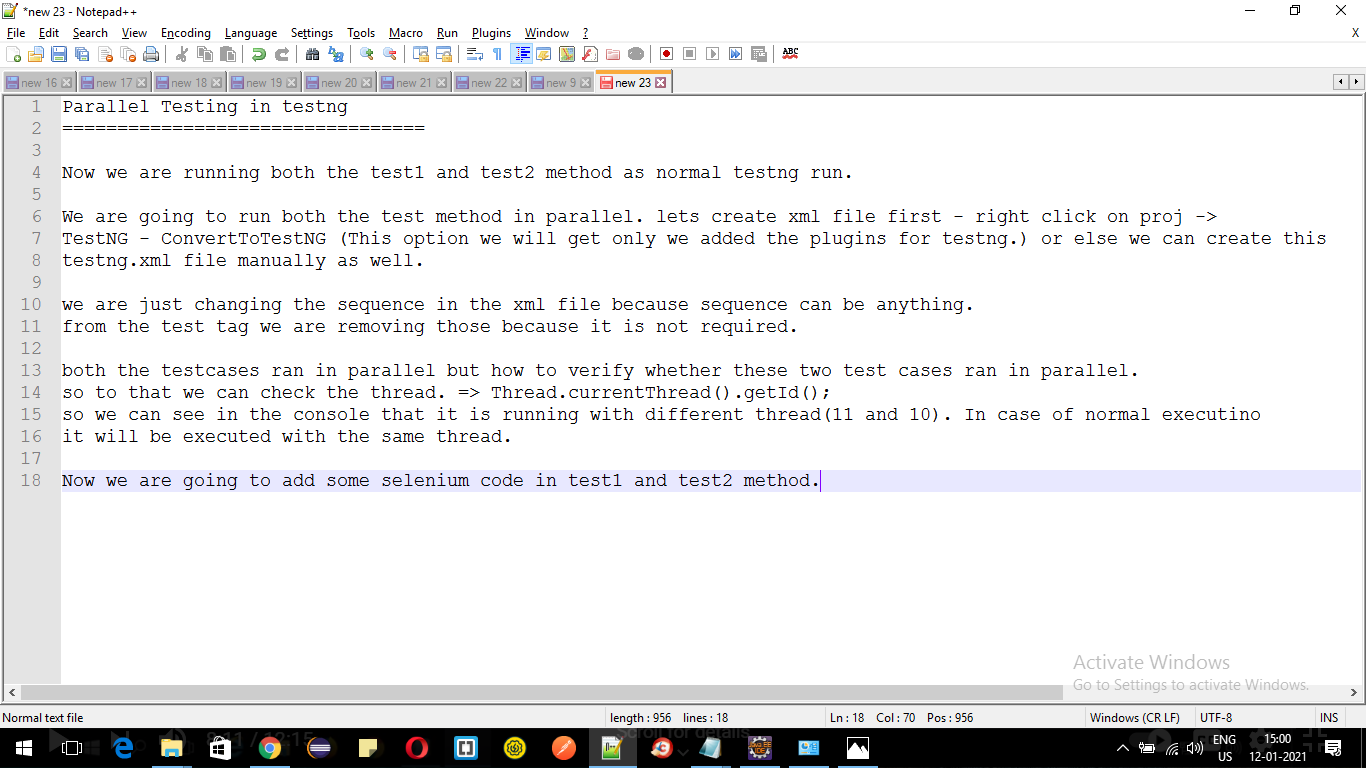 *new 23 - Notepad++
File Edit Search View Encoding Language Settings Tools Macro Run Plugins Window ? X
ABC
new 16 new 17 new 18 new 19 new 20 new 21 new 22 new 9 new 23
1 Parallel Testing in testng
2 =================================
3
4 Now we are running both the test1 and test2 method as normal testng run.
5
6 We are going to run both the test method in parallel. lets create xml file first - right click on proj ->
7 TestNG - ConvertToTestNG (This option we will get only we added the plugins for testng.) or else we can create this
8 testng.xml file manually as well.
9
10 we are just changing the sequence in the xml file because sequence can be anything.
11 from the test tag we are removing those because it is not required.
12
13 both the testcases ran in parallel but how to verify whether these two test cases ran in parallel.
14 so to that we can check the thread. => Thread.currentThread().getId();
15 so we can see in the console that it is running with different thread(11 and 10). In case of normal executino
16 it will be executed with the same thread.
17
18 Now we are going to add some selenium code in test1 and test2 method.
Activate Windows
Go to Settings to activate Windows.
Normal text file length : 956 lines : 18 Ln : 18 Col : 70 Pos : 956 Windows (CR LF) UTF-8 INS
8:11 / 12:15
Scroll for details
ENG
US
15:00
12-01-2021